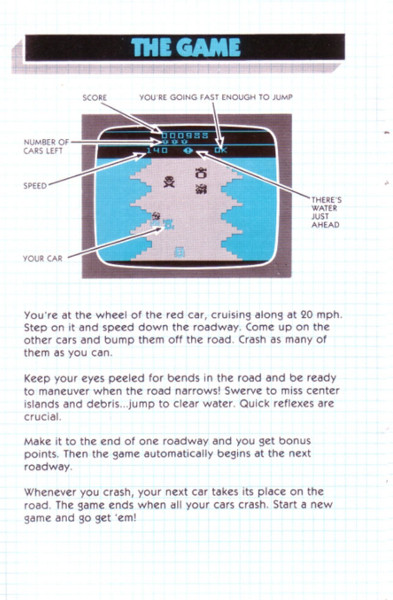 THE GAME
SCORE
YOU'RE GOING FAST ENOUGH TO JUMP
NUMBER OF
CARS LEFT
SPEED
YOUR CAR
THERE'S
WATER
JUST
AHEAD
000988
140
OK
You're at the wheel of the red car, cruising along at 20 mph.
Step on it and speed down the roadway. Come up on the
other cars and bump them off the road. Crash as many of
them as you can.
Keep your eyes peeled for bends in the road and be ready
to maneuver when the road narrows! Swerve to miss center
islands and debris...jump to clear water. Quick reflexes are
crucial.
Make it to the end of one roadway and you get bonus
points. Then the game automatically begins at the next
roadway.
Whenever you crash, your next car takes its place on the
road. The game ends when all your cars crash. Start a new
game and go get 'em!